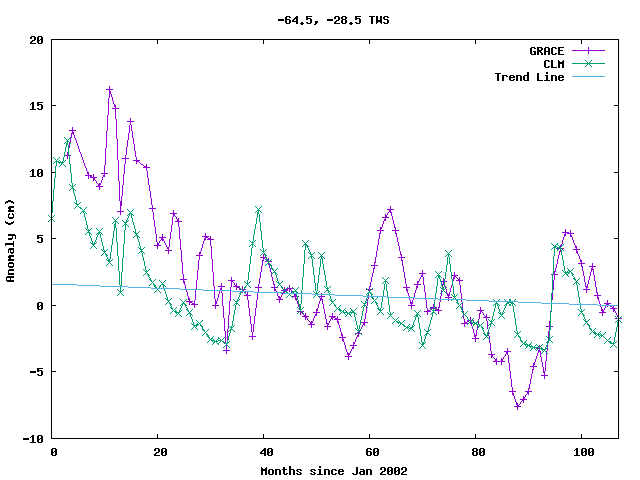 -64.5, -28.5 TWS
GRACE
CLM
Trend Line
20
15
10
5
0
-5
-10
Anomaly (cm)
0 20 40 60 80 100
Months since Jan 2002